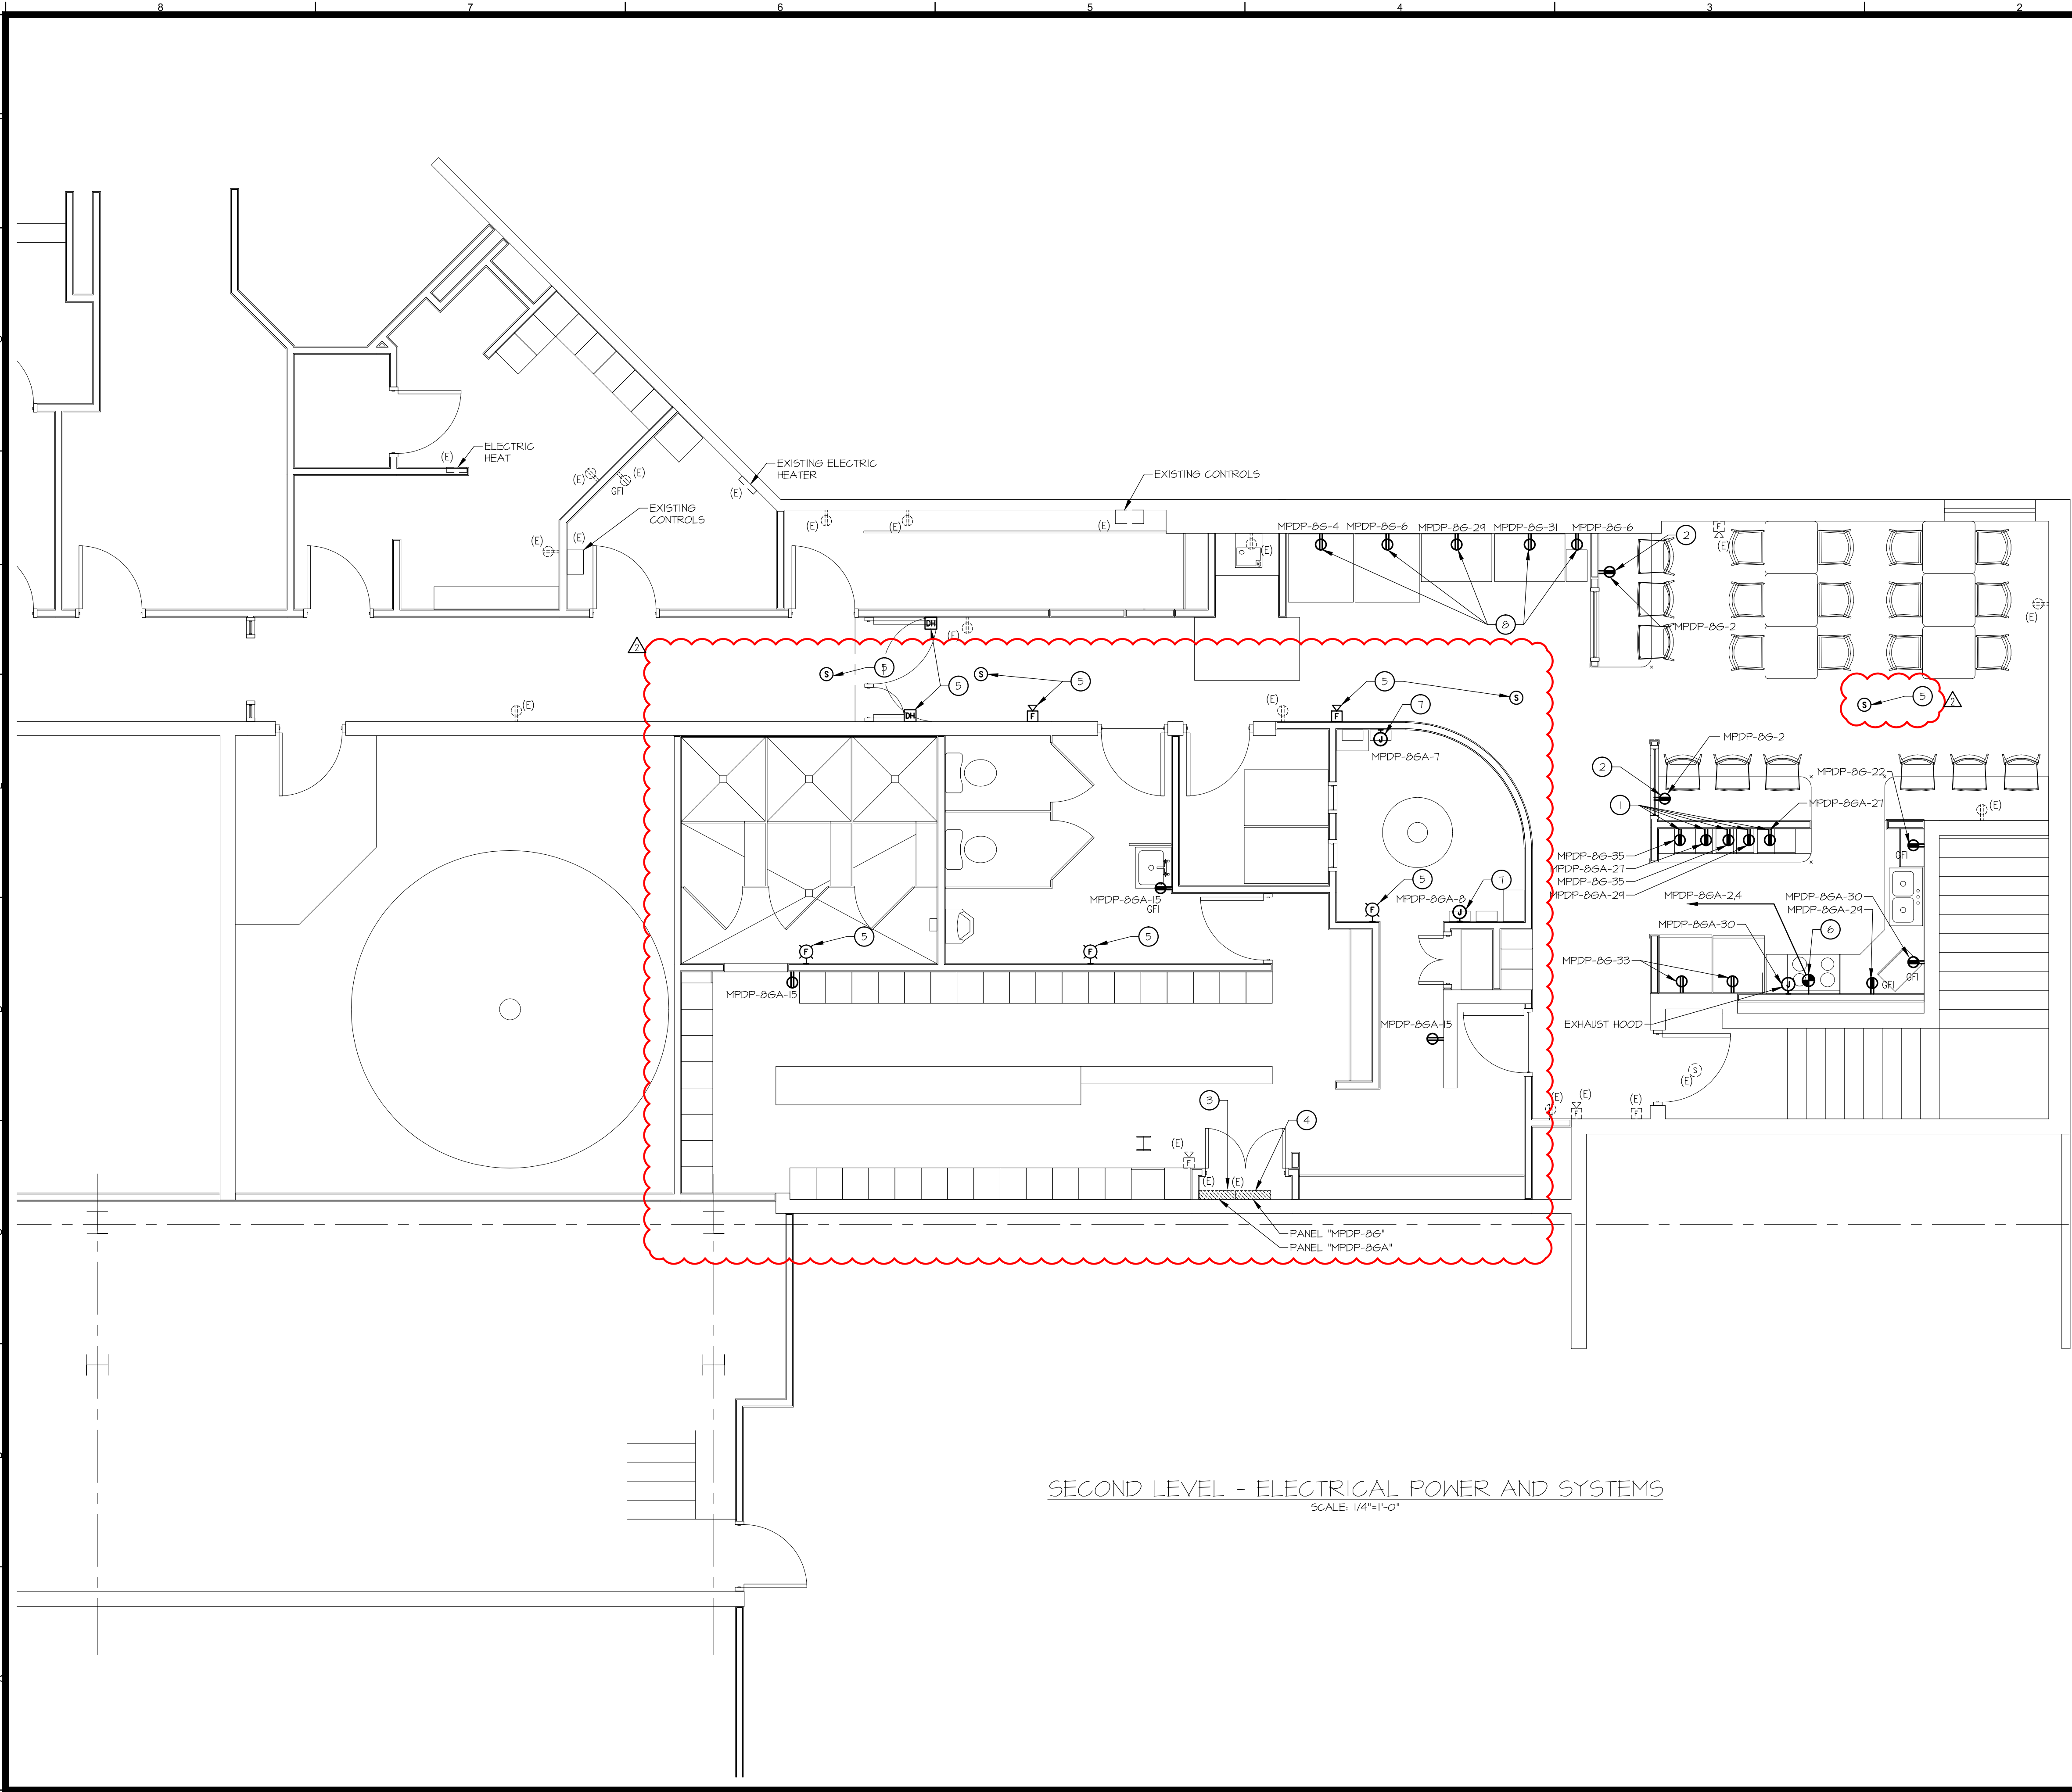 8 7 6 5 4 3 2
ELECTRIC
HEAT
(E)
(E)
(E)
GFI
EXISTING
CONTROLS
(E)
(E)
EXISTING ELECTRIC
HEATER
(E)
EXISTING CONTROLS
(E)
(E)
(E)
(E)
MPDP-8G-4 MPDP-8G-6 MPDP-8G-29 MPDP-8G-31 MPDP-8G-6
2
F
(E)
8
MPDP-8G-2
(E)
DH
(E)
2
S
5
5
S
5
DH
F
5
F
S
(E)
(E)
S
5
2
7
J
MPDP-8GA-7
MPDP-8G-2
2
MPDP-8G-22
1
MPDP-8GA-27
(E)
GFI
MPDP-8G-35
MPDP-8GA-27
MPDP-8G-35
MPDP-8GA-29
5
7
MPDP-8GA-15
GFI
MPDP-8GA-8
F
J
MPDP-8GA-2,4
MPDP-8GA-30
MPDP-8GA-29
MPDP-8GA-30
6
F
5
F
5
MPDP-8G-33
J
GFI
GFI
MPDP-8GA-15
EXHAUST HOOD
MPDP-8GA-15
S
(E)
3
4
(E)
(E)
F
(E)
F
(E)
F
(E)
(E)
PANEL "MPDP-8G"
PANEL "MPDP-8GA"
SECOND LEVEL - ELECTRICAL POWER AND SYSTEMS
SCALE: 1/4"=1'-0"